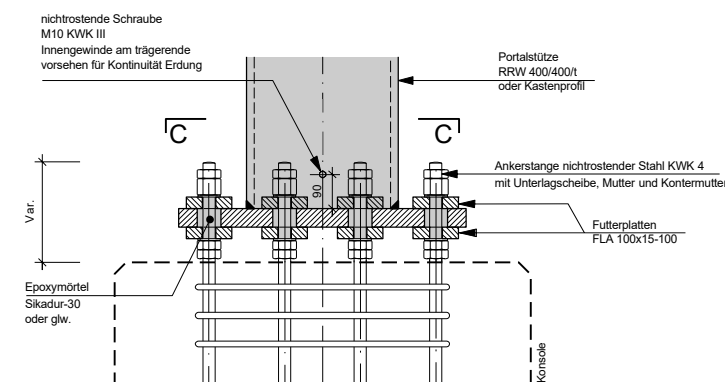 nichtrostende Schraube
M10 KWK III
Innengewinde am trägerende
vorsehen für Kontinuität Erdung
Portalstütze
RRW 400/400/t
oder Kastenprofil
C
C
Ankerstange nichtrostender Stahl KWK 4
mit Unterlagscheibe, Mutter und Kontermutter
90
Var.
Futterplatten
FLA 100x15-100
Epoxymörtel
Sikadur-30
oder glw.
Konsole